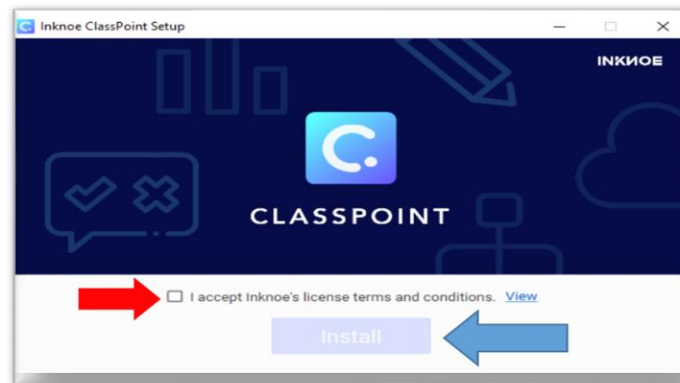 Inknoe ClassPoint Setup
INKNOE
CLASSPOINT
I accept Inknoe's license terms and conditions. View
Install